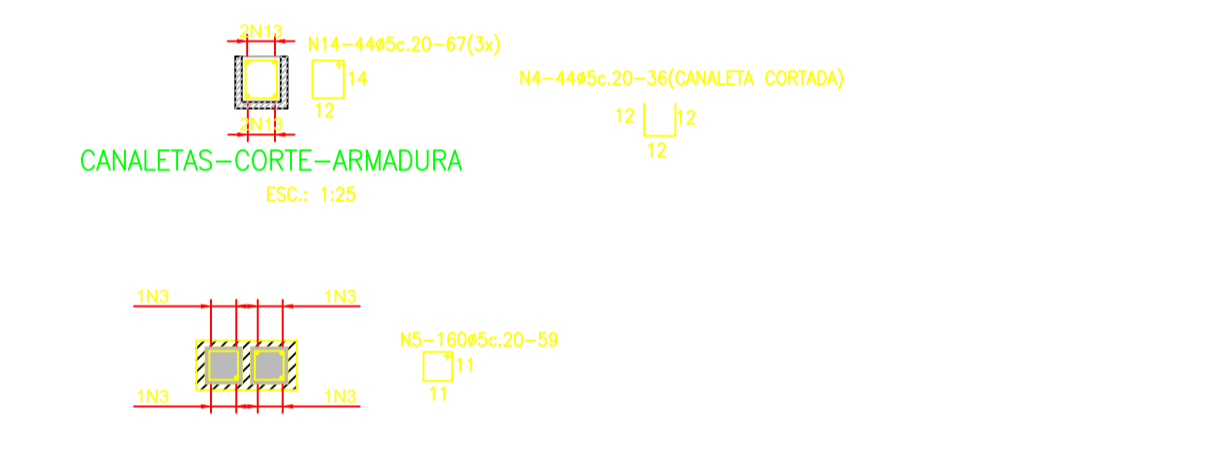 2N13
N14-44ø5c.20-67(3x)
14
12
2N13
N4-44ø5c.20-36(CANALETA CORTADA)
12
12
12
CANALETAS-CORTE-ARMADURA
ESC.: 1:25
1N3
1N3
N5-160ø5c.20-59
11
11
1N3
1N3